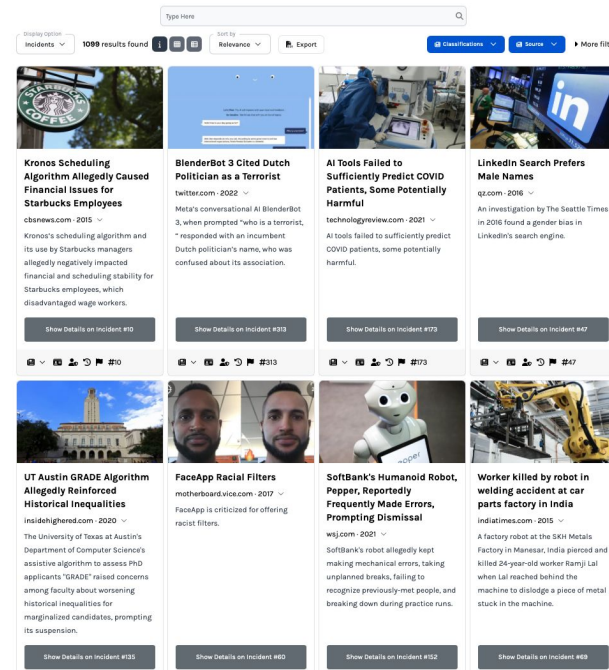 Type Here
Display Option
Incidents
1099 results found
Sort by
Relevance
Export
Classifications
Source
More filt
STARBUCKS
COFFEE
Kronos Scheduling
Algorithm Allegedly Caused
Financial Issues for
Starbucks Employees
cbsnews.com · 2015
Kronos's scheduling algorithm and
its use by Starbucks managers
allegedly negatively impacted
financial and scheduling stability for
Starbucks employees, which
disadvantaged wage workers.
Show Details on Incident #10
#10
BlenderBot 3 Cited Dutch
Politician as a Terrorist
twitter.com · 2022
Meta's conversational AI BlenderBot
3, when prompted "who is a terrorist,
" responded with an incumbent
Dutch politician's name, who was
confused about its association.
Show Details on Incident #313
#313
AI Tools Failed to
Sufficiently Predict COVID
Patients, Some Potentially
Harmful
technologyreview.com · 2021
AI tools failed to sufficiently predict
COVID patients, some potentially
harmful.
Show Details on Incident #173
#173
in
LinkedIn Search Prefers
Male Names
qz.com · 2016
An investigation by The Seattle Times
in 2016 found a gender bias in
LinkedIn's search engine.
Show Details on Incident #47
#47
UT Austin GRADE Algorithm
Allegedly Reinforced
Historical Inequalities
insidehighered.com · 2020
The University of Texas at Austin's
Department of Computer Science's
assistive algorithm to assess PhD
applicants "GRADE" raised concerns
among faculty about worsening
historical inequalities for
marginalized candidates, prompting
its suspension.
Show Details on Incident #135
FaceApp Racial Filters
motherboard.vice.com · 2017
FaceApp is criticized for offering
racist filters.
Show Details on Incident #60
pepper
SoftBank's Humanoid Robot,
Pepper, Reportedly
Frequently Made Errors,
Prompting Dismissal
wsj.com · 2021
SoftBank's robot allegedly kept
making mechanical errors, taking
unplanned breaks, failing to
recognize previously-met people, and
breaking down during practice runs.
Show Details on Incident #152
Worker killed by robot in
welding accident at car
parts factory in India
indiatimes.com · 2015
A factory robot at the SKH Metals
Factory in Manesar, India pierced and
killed 24-year-old worker Ramji Lal
when Lal reached behind the
machine to dislodge a piece of metal
stuck in the machine.
Show Details on Incident #69